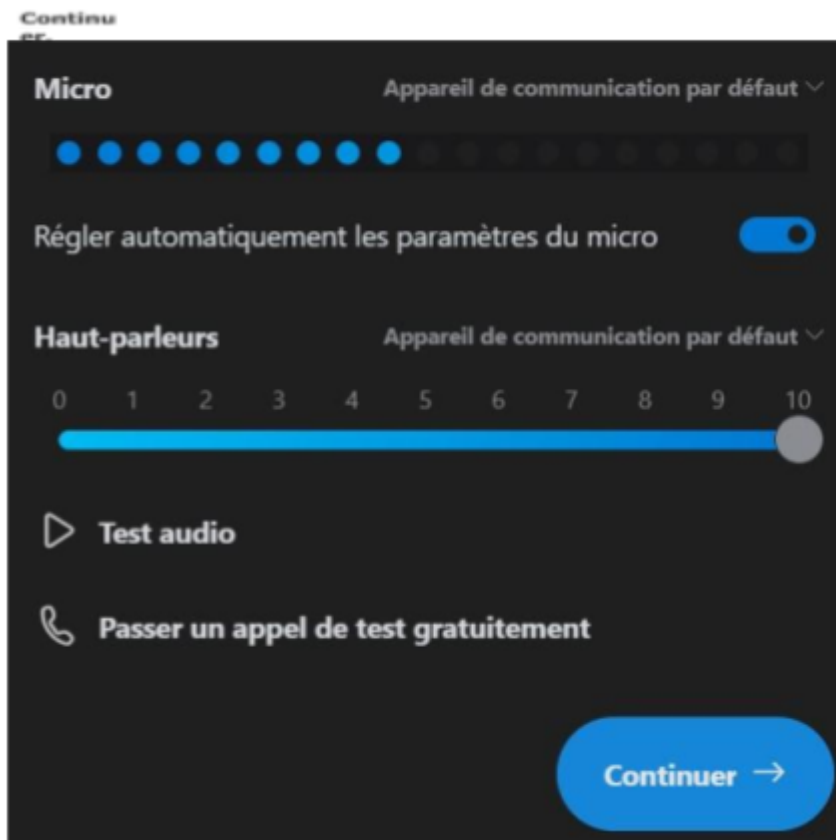 Continu
er.
Micro Appareil de communication par défaut
Régler automatiquement les paramètres du micro
Haut-parleurs Appareil de communication par défaut
0 1 2 3 4 5 6 7 8 9 10
Test audio
Passer un appel de test gratuitement
Continuer →